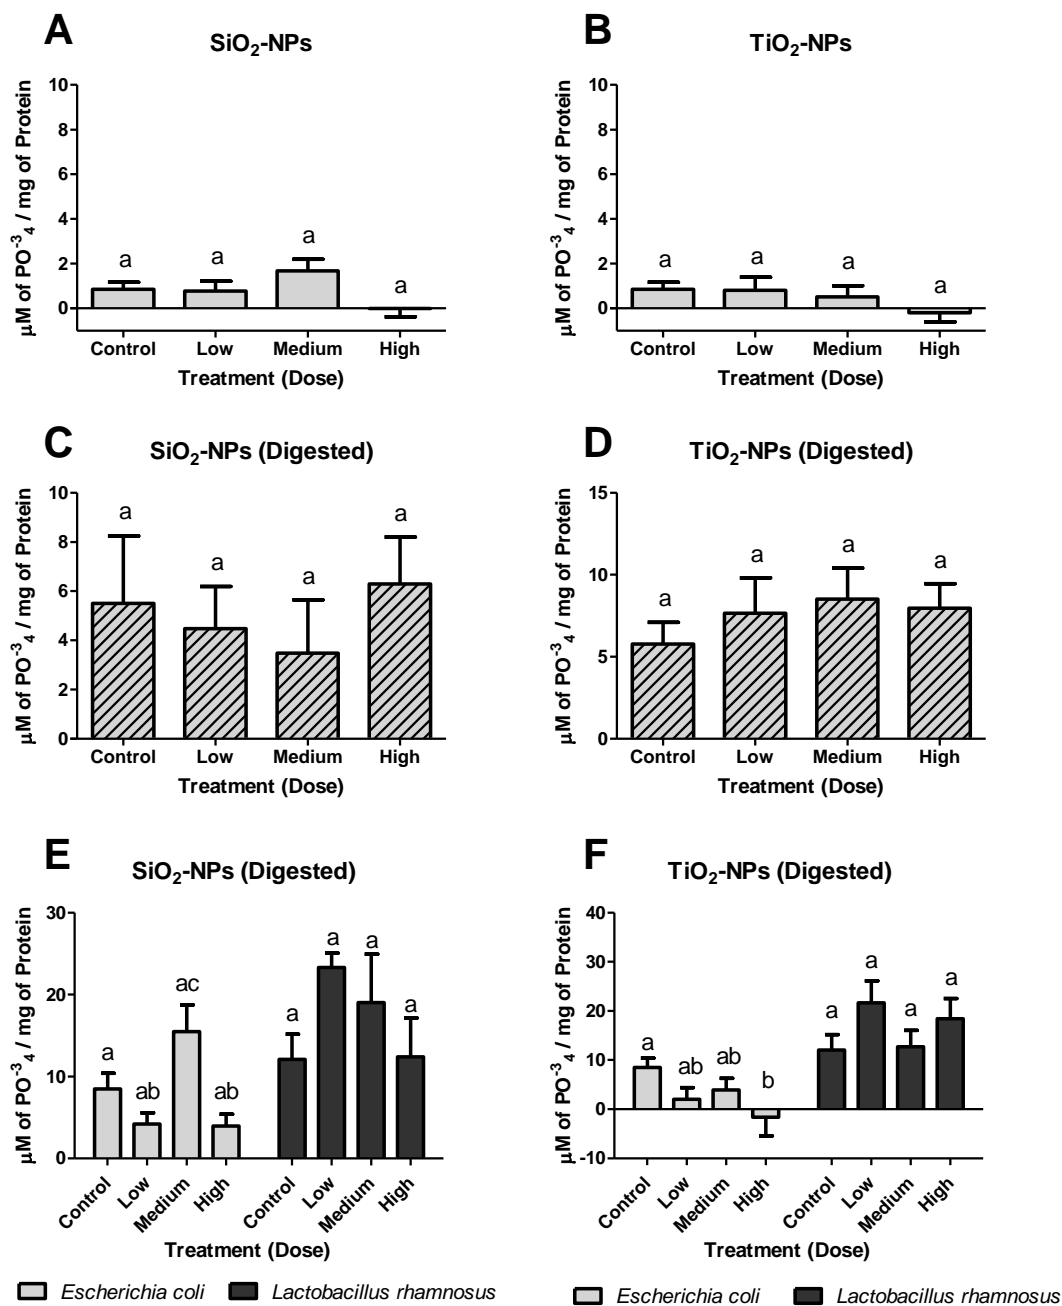 A
SiO₂-NPs
μM of PO⁻³₄ / mg of Protein
10
8
6
4
2
0
a
a
a
a
Control
Low
Medium
High
Treatment (Dose)
B
TiO₂-NPs
μM of PO⁻³₄ / mg of Protein
10
8
6
4
2
0
a
a
a
a
Control
Low
Medium
High
Treatment (Dose)
C
SiO₂-NPs (Digested)
μM of PO⁻³₄ / mg of Protein
10
8
6
4
2
0
a
a
a
a
Control
Low
Medium
High
Treatment (Dose)
D
TiO₂-NPs (Digested)
μM of PO⁻³₄ / mg of Protein
15
10
5
0
a
a
a
a
Control
Low
Medium
High
Treatment (Dose)
E
SiO₂-NPs (Digested)
μM of PO⁻³₄ / mg of Protein
30
20
10
0
a
ab
ac
ab
a
a
a
a
Control
Low
Medium
High
Control
Low
Medium
High
Treatment (Dose)
Escherichia coli
Lactobacillus rhamnosus
F
TiO₂-NPs (Digested)
μM of PO⁻³₄ / mg of Protein
40
30
20
10
0
-10
a
ab
ab
b
a
a
a
a
Control
Low
Medium
High
Control
Low
Medium
High
Treatment (Dose)
Escherichia coli
Lactobacillus rhamnosus